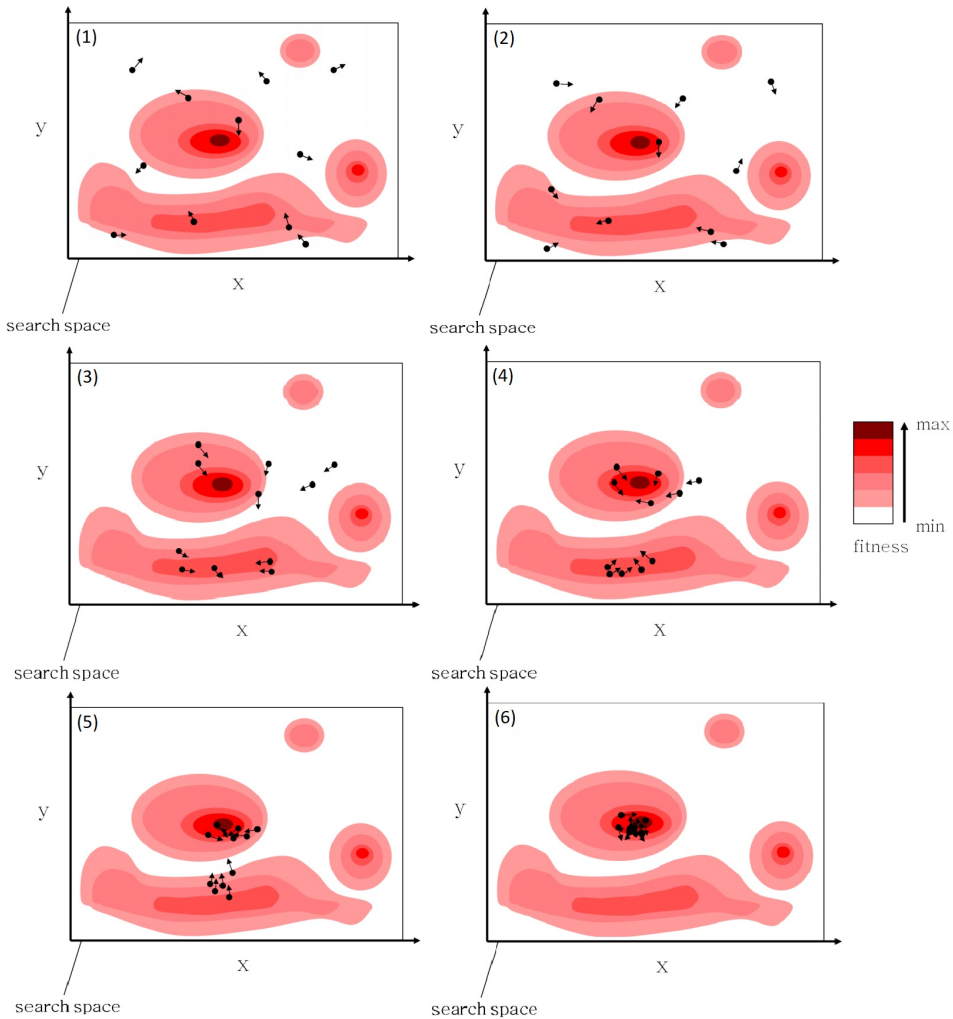 (1)
y
x
search space
(2)
y
x
search space
(3)
y
x
search space
(4)
y
x
search space
max
min
fitness
(5)
y
x
search space
(6)
y
x
search space